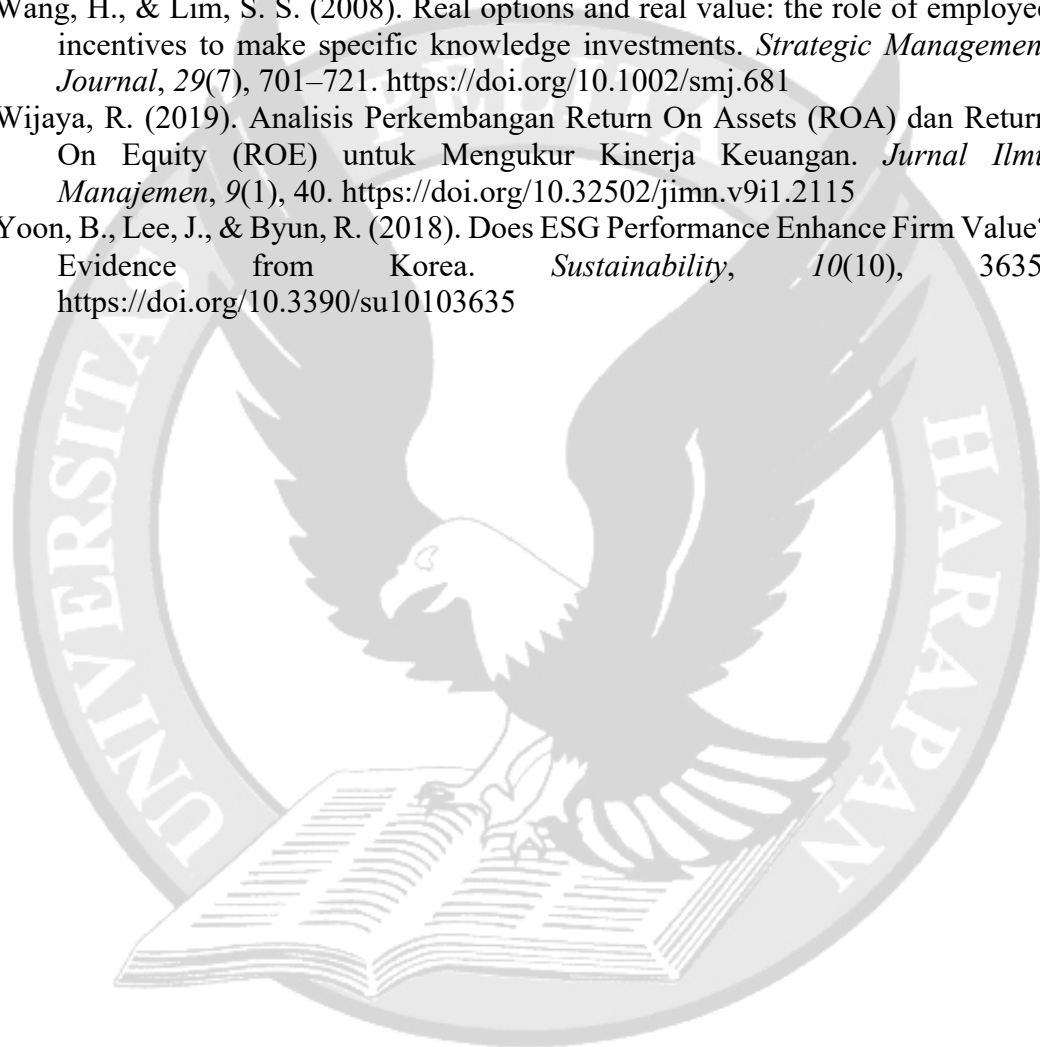 Wang, H., & Lim, S. S. (2008). Real options and real value: the role of employee
incentives to make specific knowledge investments. Strategic Management
Journal, 29(7), 701–721. https://doi.org/10.1002/smj.681
Wijaya, R. (2019). Analisis Perkembangan Return On Assets (ROA) dan Return
On Equity (ROE) untuk Mengukur Kinerja Keuangan. Jurnal Ilmu
Manajemen, 9(1), 40. https://doi.org/10.32502/jimn.v9i1.2115
Yoon, B., Lee, J., & Byun, R. (2018). Does ESG Performance Enhance Firm Value?
Evidence from Korea. Sustainability, 10(10), 3635.
https://doi.org/10.3390/su10103635
UNIVERSITAS
HARAPAN